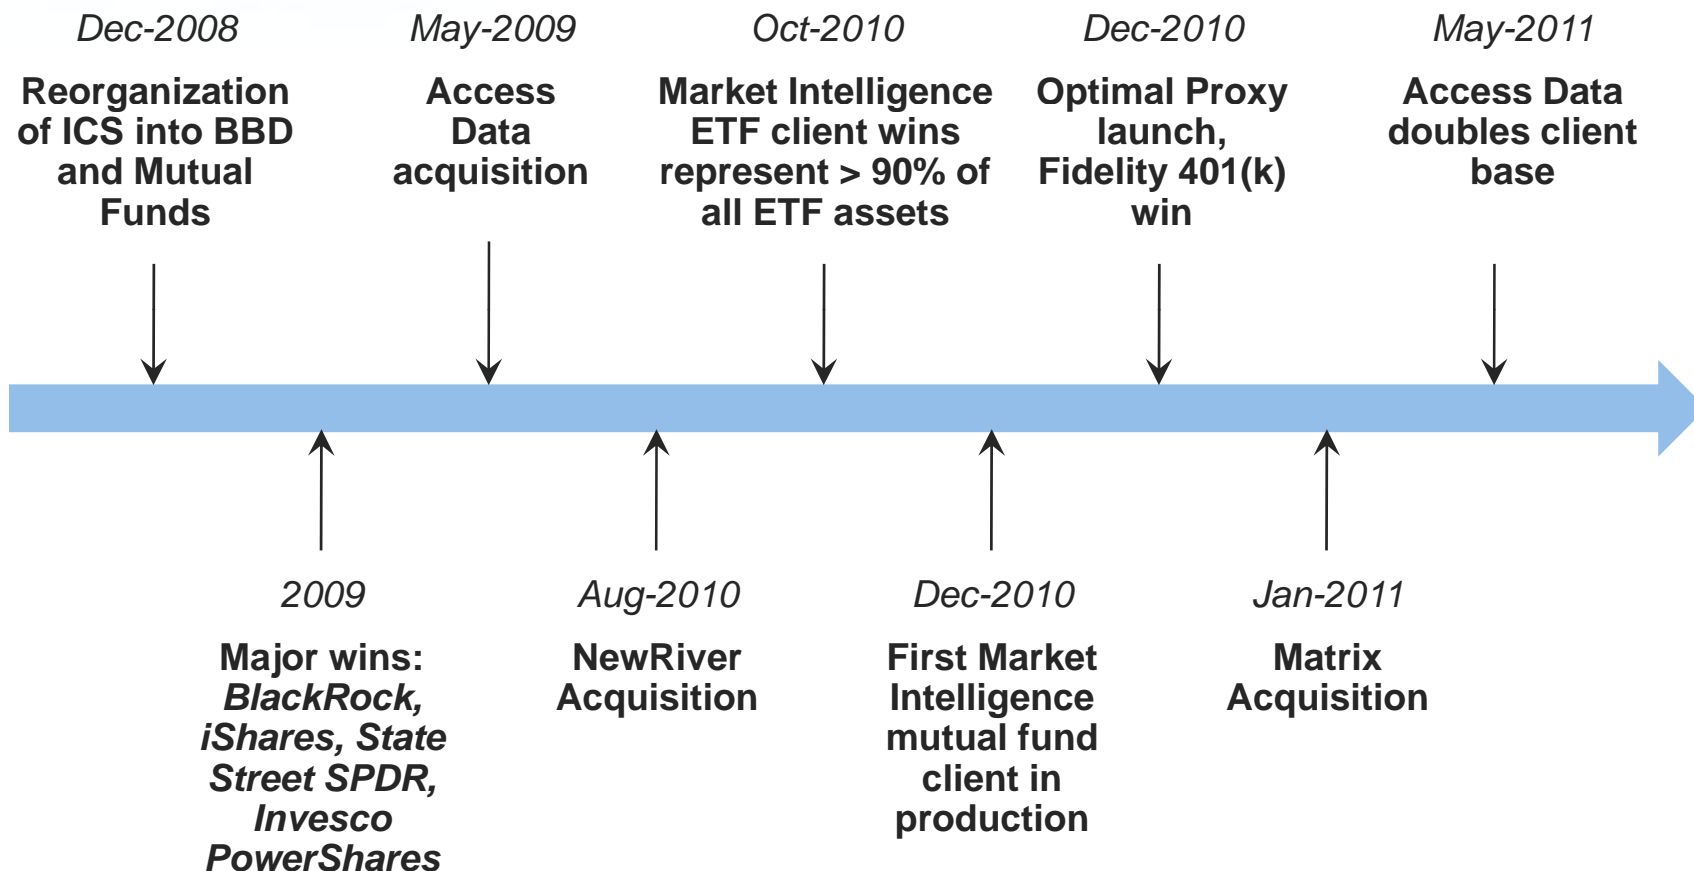 Dec-2008
Reorganization
of ICS into BBD
and Mutual
Funds
May-2009
Access
Data
acquisition
Oct-2010
Market Intelligence
ETF client wins
represent > 90% of
all ETF assets
Dec-2010
Optimal Proxy
launch,
Fidelity 401(k)
win
May-2011
Access Data
doubles client
base
2009
Major wins:
BlackRock,
iShares, State
Street SPDR,
Invesco
PowerShares
Aug-2010
NewRiver
Acquisition
Dec-2010
First Market
Intelligence
mutual fund
client in
production
Jan-2011
Matrix
Acquisition